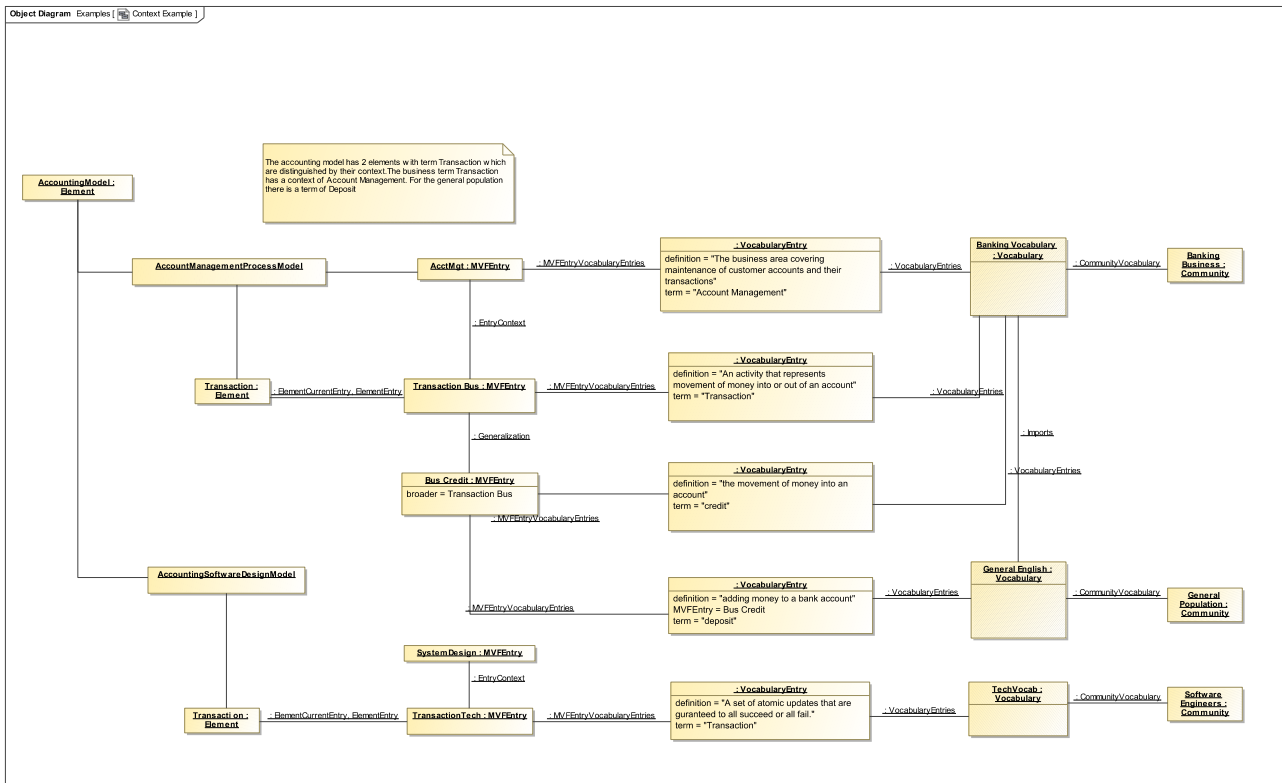 Object Diagram Examples [ Context Example ]
The accounting model has 2 elements with term Transaction which
are distinguished by their context.The business term Transaction
has a context of Account Management. For the general population
there is a term of Deposit
AccountingModel :
Element
AccountManagementProcessModel
AcctMgt : MVFEntry
: MVFEntryVocabularyEntries
: VocabularyEntry
definition = "The business area covering
maintenance of customer accounts and their
transactions"
term = "Account Management"
: VocabularyEntries
Banking Vocabulary
: Vocabulary
: CommunityVocabulary
Banking
Business :
Community
: EntryContext
Transaction :
Element
: ElementCurrentEntry, ElementEntry
Transaction Bus : MVFEntry
: MVFEntryVocabularyEntries
: VocabularyEntry
definition = "An activity that represents
movement of money into or out of an account"
term = "Transaction"
: VocabularyEntries
: Generalization
: Imports
Bus Credit : MVFEntry
broader = Transaction Bus
: MVFEntryVocabularyEntries
: VocabularyEntry
definition = "the movement of money into an
account"
term = "credit"
: VocabularyEntries
AccountingSoftwareDesignModel
: MVFEntryVocabularyEntries
: VocabularyEntry
definition = "adding money to a bank account"
MVFEntry = Bus Credit
term = "deposit"
: VocabularyEntries
General English :
Vocabulary
: CommunityVocabulary
General
Population :
Community
SystemDesign : MVFEntry
: EntryContext
Transaction :
Element
: ElementCurrentEntry, ElementEntry
TransactionTech : MVFEntry
: MVFEntryVocabularyEntries
: VocabularyEntry
definition = "A set of atomic updates that are
guranteed to all succeed or all fail."
term = "Transaction"
: VocabularyEntries
TechVocab :
Vocabulary
: CommunityVocabulary
Software
Engineers :
Community